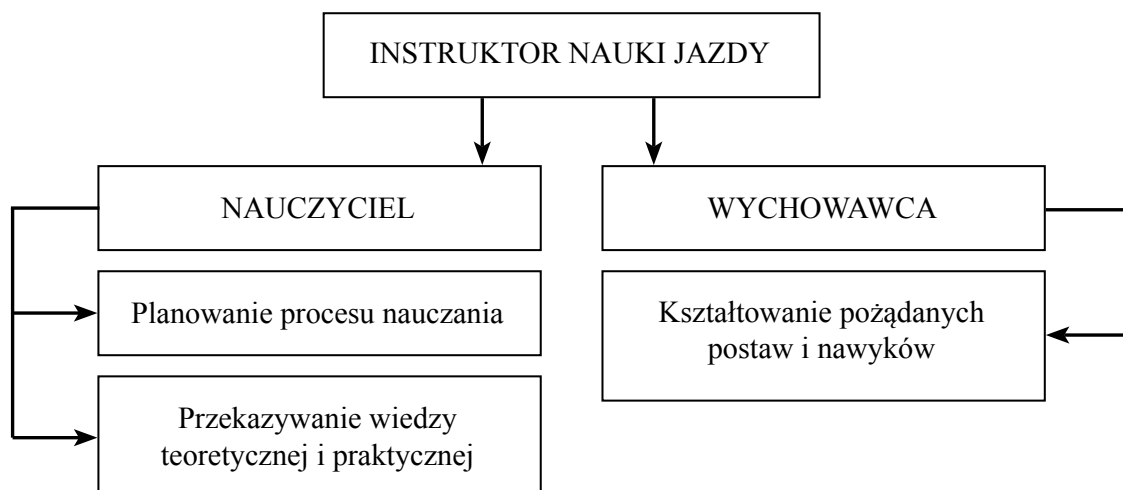 INSTRUKTOR NAUKI JAZDY
NAUCZYCIEL
Planowanie procesu nauczania
Przekazywanie wiedzy
teoretycznej i praktycznej
WYCHOWAWCA
Kształtowanie pożądanych
postaw i nawyków